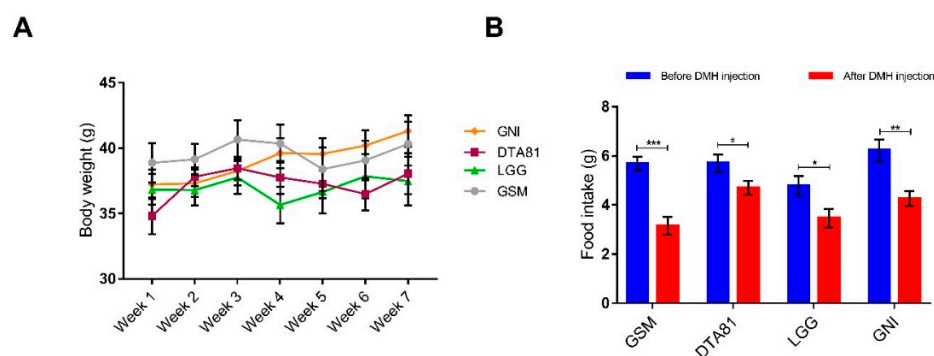 A
Body weight (g)
45
40
35
30
Week 1
Week 2
Week 3
Week 4
Week 5
Week 6
Week 7
GNI
DTA81
LGG
GSM
B
Before DMH injection
After DMH injection
Food intake (g)
8
6
4
2
0
***
*
*
**
GSM
DTA81
LGG
GNI